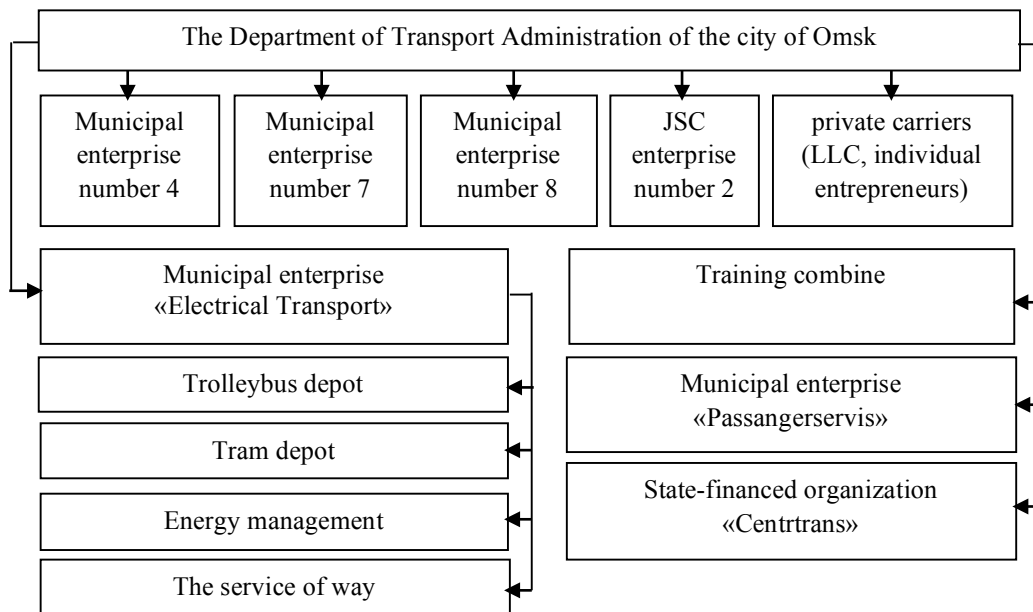 The Department of Transport Administration of the city of Omsk
Municipal
enterprise
number 4
Municipal
enterprise
number 7
Municipal
enterprise
number 8
JSC
enterprise
number 2
private carriers
(LLC, individual
entrepreneurs)
Municipal enterprise
«Electrical Transport»
Trolleybus depot
Tram depot
Energy management
The service of way
Training combine
Municipal enterprise
«Passangerservis»
State-financed organization
«Centrtrans»